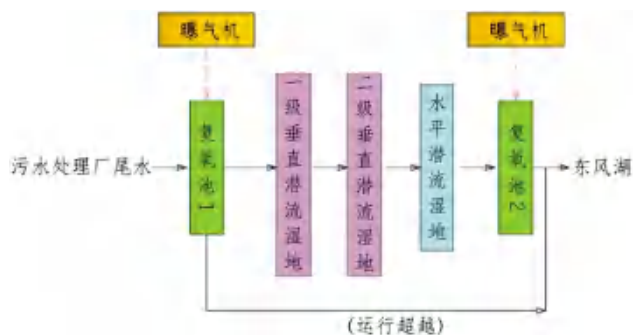 曝气机
曝气机
污水处理厂尾水
复氧池1
一级垂直潜流湿地
二级垂直潜流湿地
水平潜流湿地
复氧池2
东风湖
(运行超越)